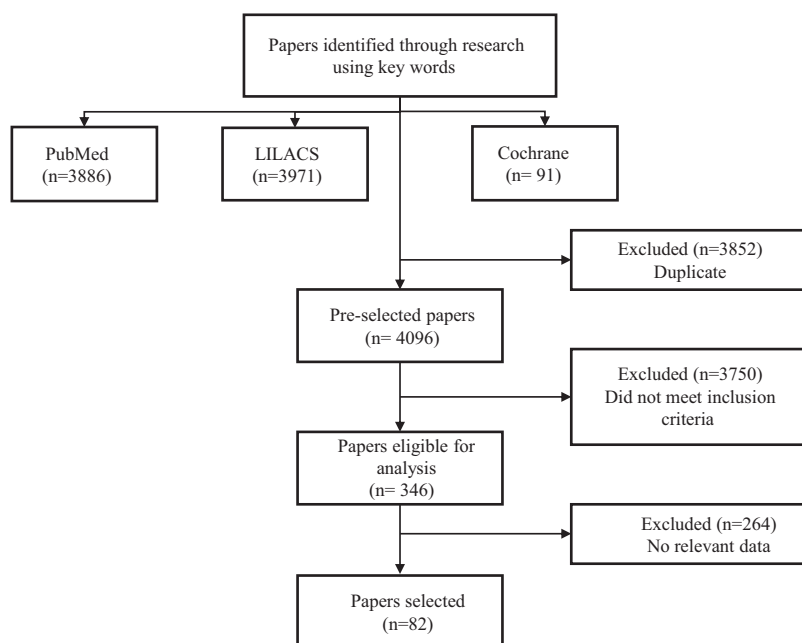 Papers identified through research
using key words
PubMed
(n=3886)
LILACS
(n=3971)
Cochrane
(n= 91)
Excluded (n=3852)
Duplicate
Pre-selected papers
(n= 4096)
Excluded (n=3750)
Did not meet inclusion
criteria
Papers eligible for
analysis
(n= 346)
Excluded (n=264)
No relevant data
Papers selected
(n=82)